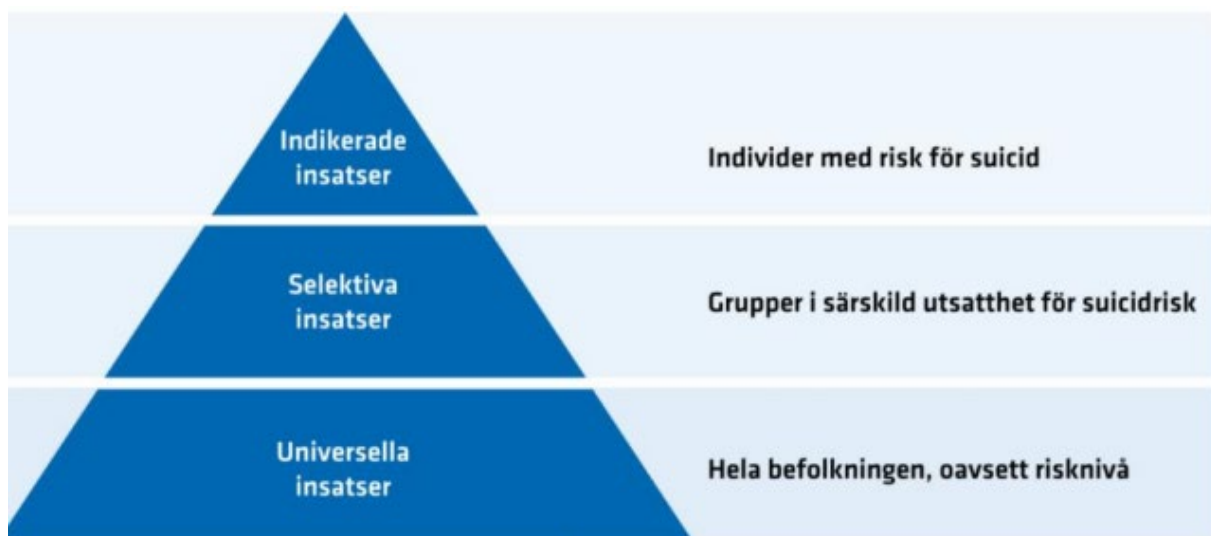 Indikerade
insatser
Individer med risk för suicid
Selektiva
insatser
Grupper i särskild utsatthet för suicidrisk
Universella
insatser
Hela befolkningen, oavsett risknivå